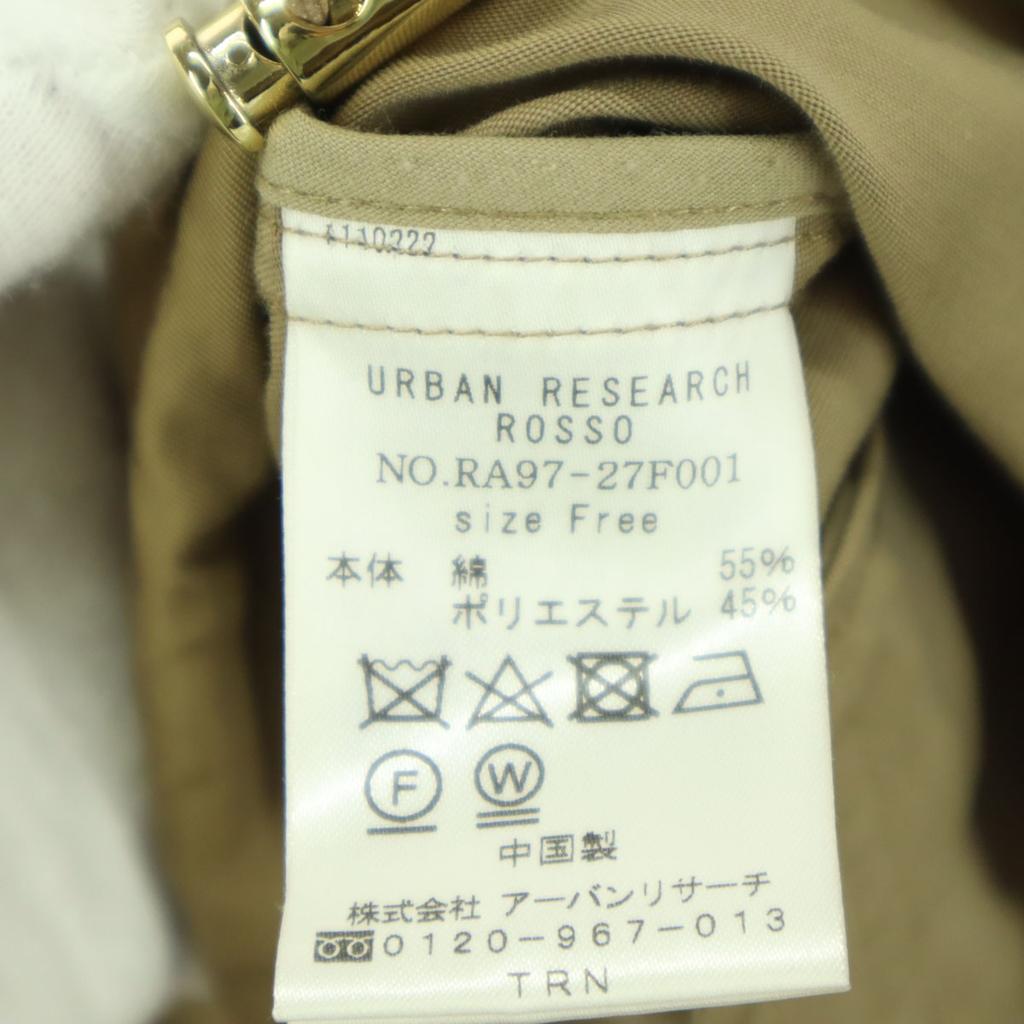 URBAN RESEARCH
ROSSO
NO.RA97-27F001
size Free
本体 綿 55%
ポリエステル 45%
F W
中国製
株式会社 アーバンリサーチ
0120-967-013
TRN